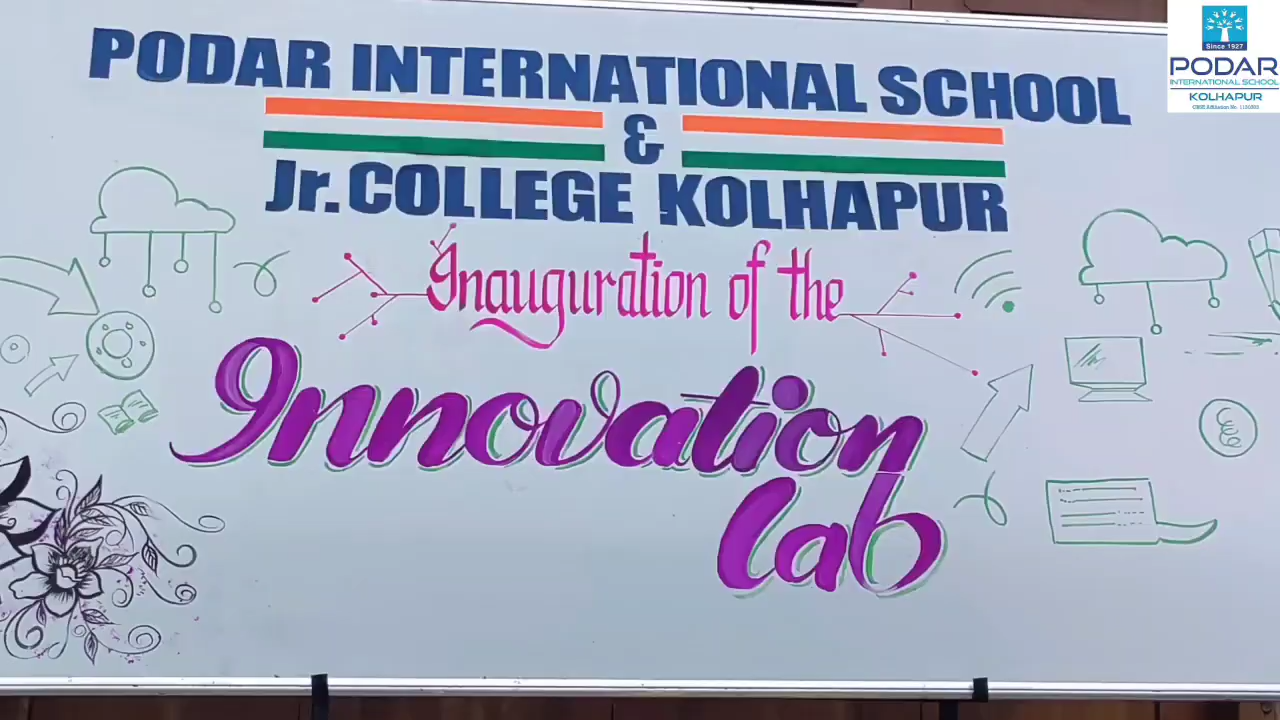 PODAR INTERNATIONAL SCHOOL
&
Jr. COLLEGE KOLHAPUR
Inauguration of the
Innovation
Lab
Since 1927
PODAR
INTERNATIONAL SCHOOL
KOLHAPUR